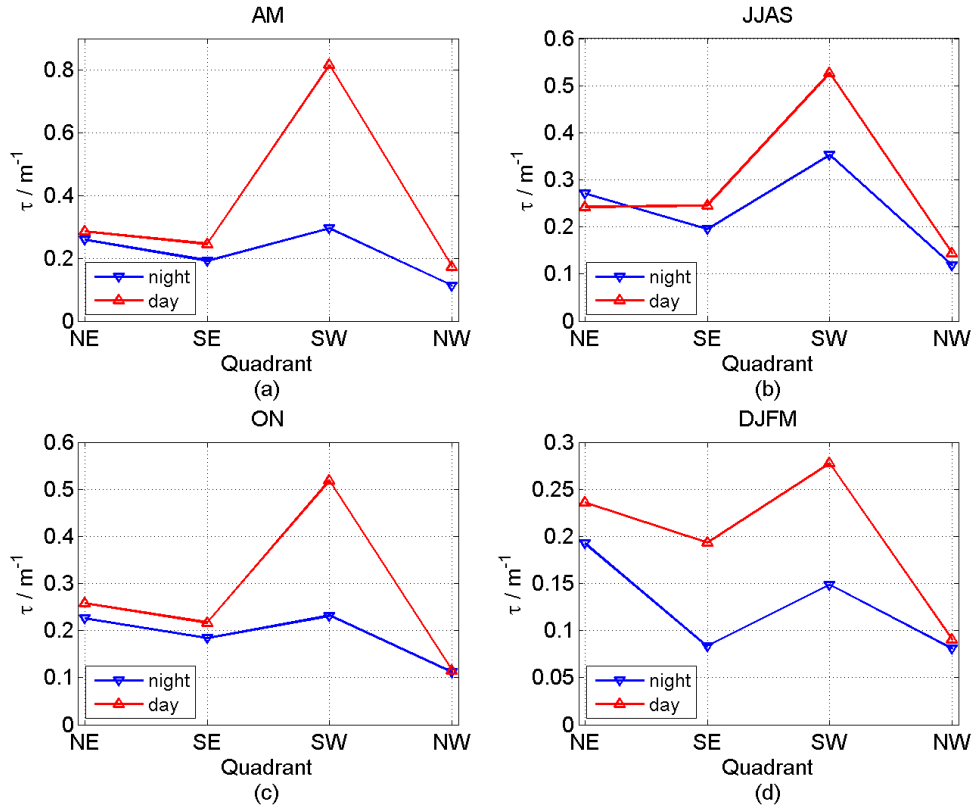 AM
τ / m⁻¹
0.8
0.6
0.4
0.2
0
night
day
NE SE SW NW
Quadrant
(a)
JJAS
τ / m⁻¹
0.6
0.5
0.4
0.3
0.2
0.1
0
night
day
NE SE SW NW
Quadrant
(b)
ON
τ / m⁻¹
0.6
0.5
0.4
0.3
0.2
0.1
0
night
day
NE SE SW NW
Quadrant
(c)
DJFM
τ / m⁻¹
0.3
0.25
0.2
0.15
0.1
0.05
0
night
day
NE SE SW NW
Quadrant
(d)